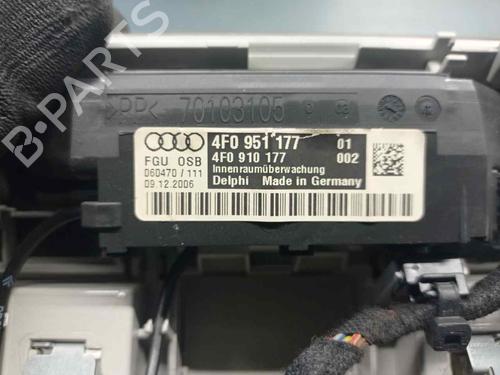 >PP< 70103105
4F0 951 177 01
FGU OSB 4F0 910 177 002
060470 / 111 Innenraumüberwachung
09.12.2006 Delphi Made in Germany
B-PARTS